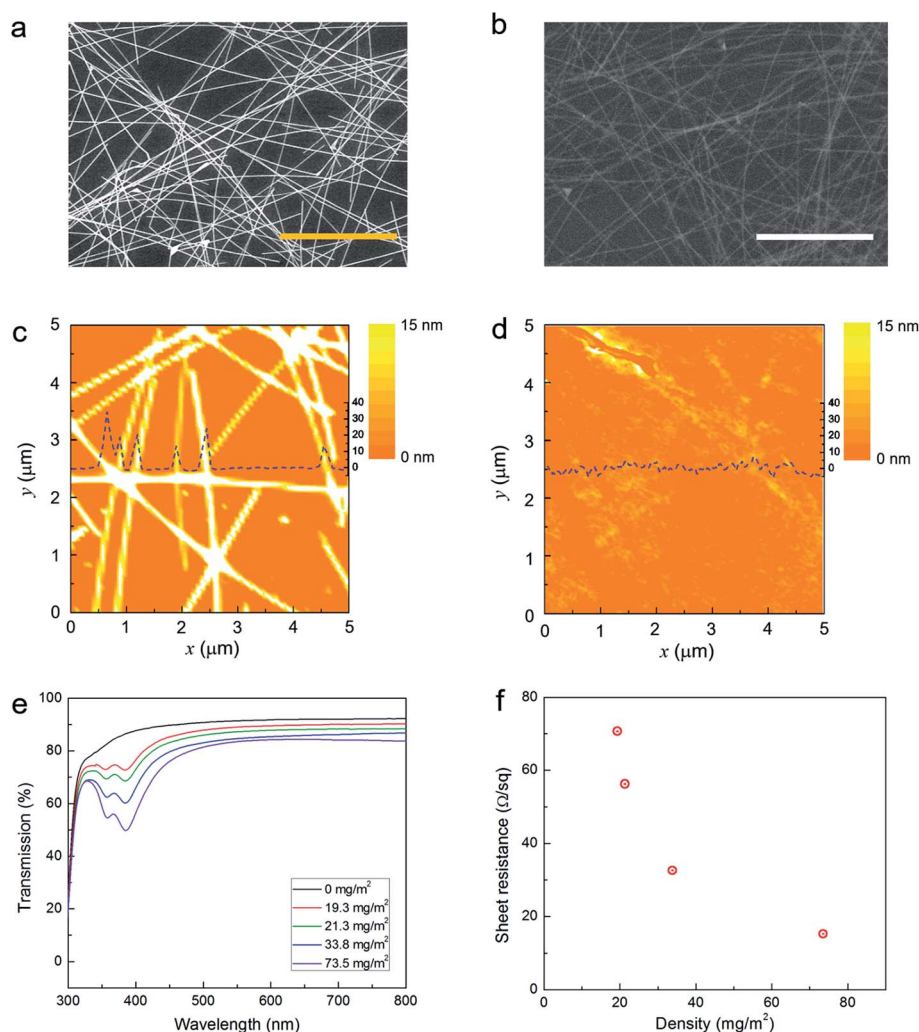 a
b
c
5
4
3
2
1
0
y (μm)
0 1 2 3 4 5
x (μm)
15 nm
40
30
20
10
0
0 nm
d
5
4
3
2
1
0
y (μm)
0 1 2 3 4 5
x (μm)
15 nm
40
30
20
10
0
0 nm
e
100
80
60
40
20
0
Transmission (%)
0 mg/m²
19.3 mg/m²
21.3 mg/m²
33.8 mg/m²
73.5 mg/m²
300 400 500 600 700 800
Wavelength (nm)
f
80
60
40
20
0
Sheet resistance (Ω/sq)
0 20 40 60 80
Density (mg/m²)